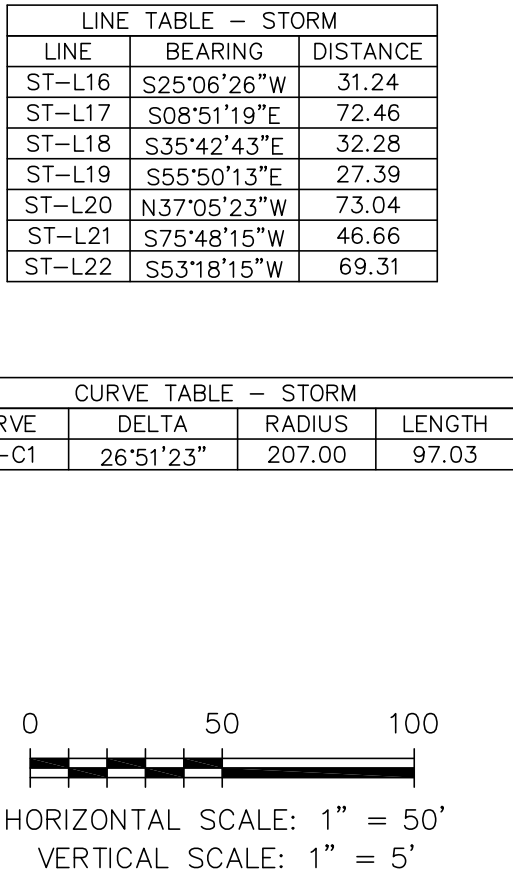 LINE TABLE – STORM
LINE BEARING DISTANCE
ST–L16 S25°06'26"W 31.24
ST–L17 S08°51'19"E 72.46
ST–L18 S35°42'43"E 32.28
ST–L19 S55°50'13"E 27.39
ST–L20 N37°05'23"W 73.04
ST–L21 S75°48'15"W 46.66
ST–L22 S53°18'15"W 69.31
CURVE TABLE – STORM
RVE DELTA RADIUS LENGTH
–C1 26°51'23" 207.00 97.03
0 50 100
HORIZONTAL SCALE: 1" = 50'
VERTICAL SCALE: 1" = 5'